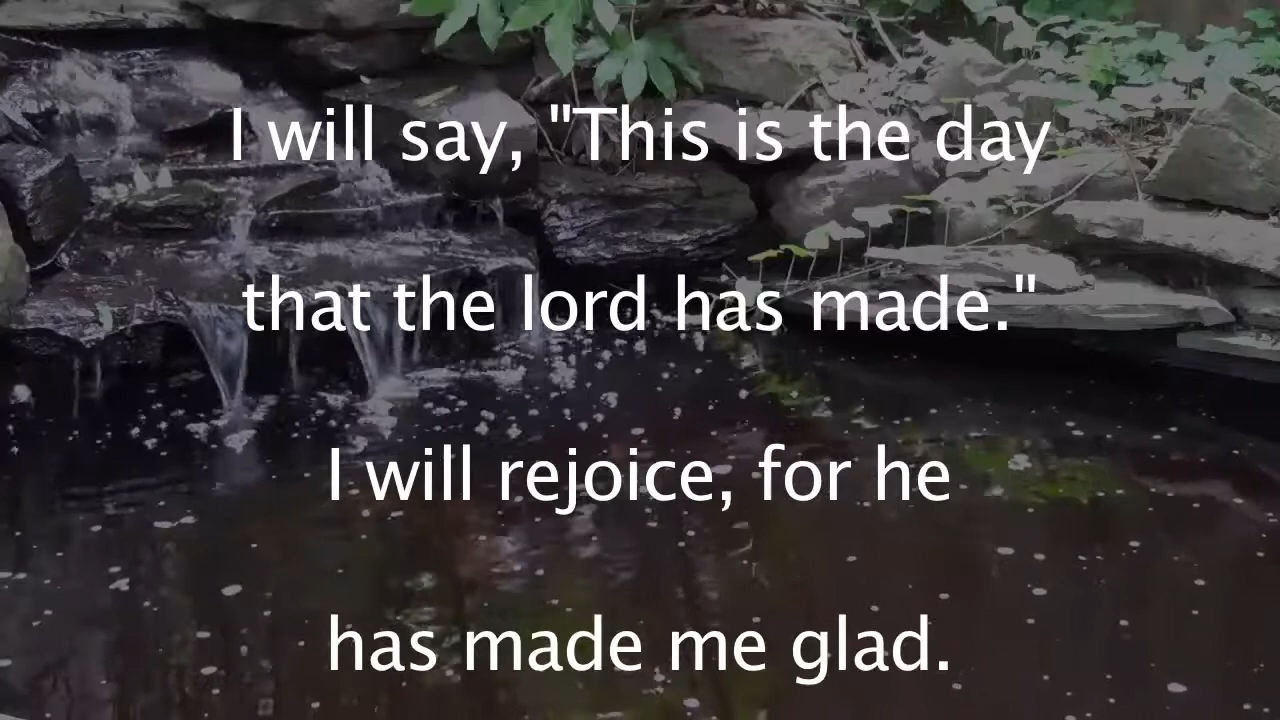 I will say, "This is the day
that the lord has made."
I will rejoice, for he
has made me glad.